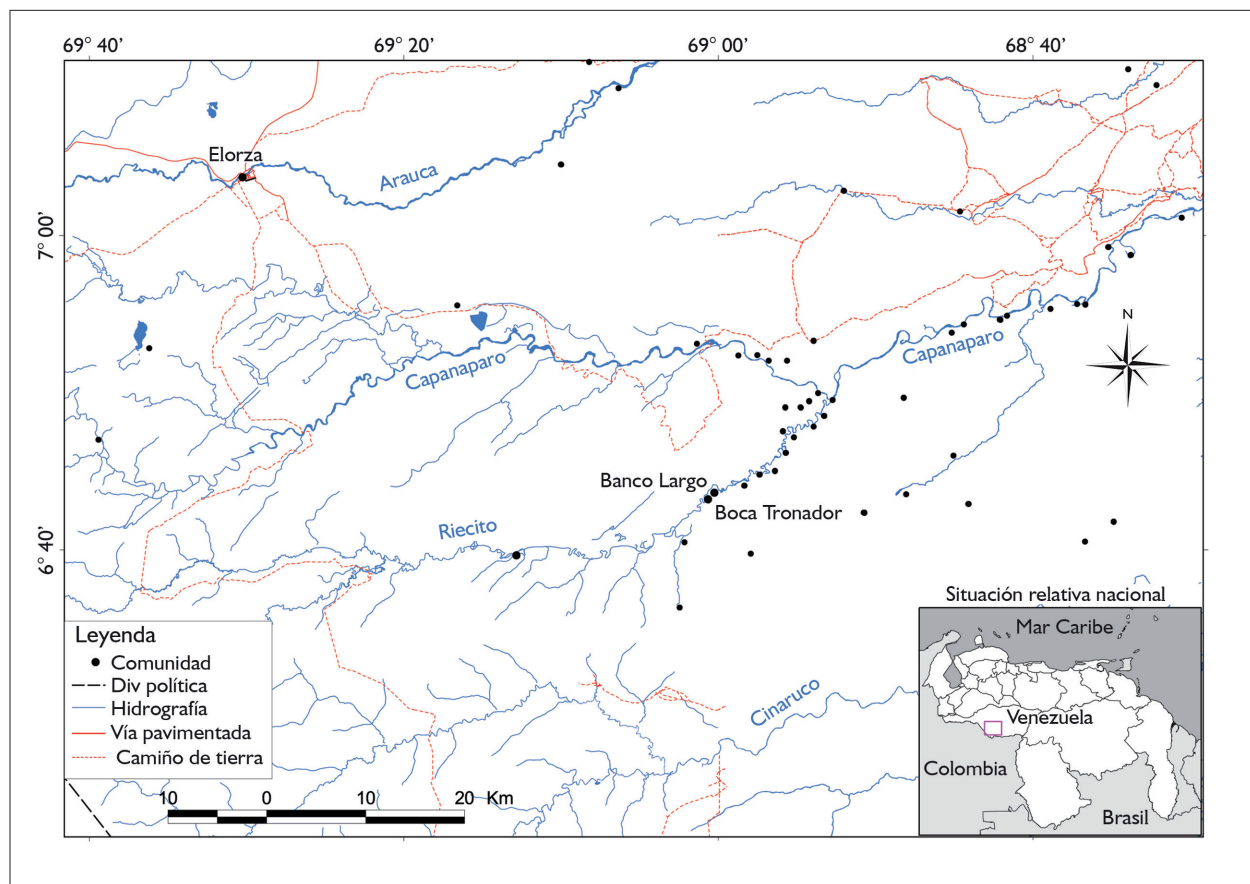 69° 40'
69° 20'
69° 00'
68° 40'
Elorza
Arauca
7° 00'
N
Capanaparo
Capanaparo
Banco Largo
Boca Tronador
Riecito
6° 40'
Situación relativa nacional
Mar Caribe
Venezuela
Colombia
Brasil
Leyenda
Comunidad
Div política
Hidrografía
Vía pavimentada
Camiño de tierra
Cinaruco
10 0 10 20 Km